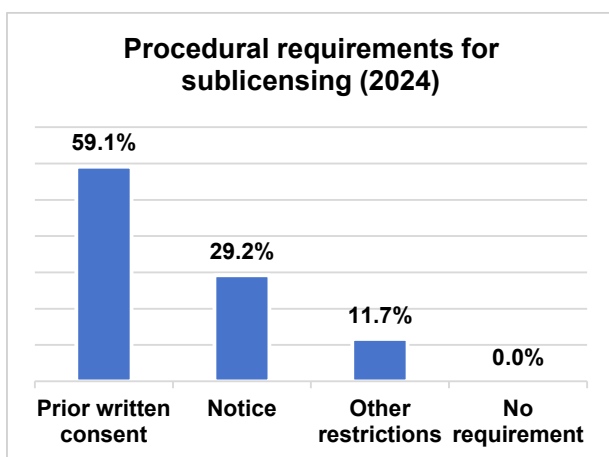 Procedural requirements for
sublicensing (2024)
59.1%
29.2%
11.7%
0.0%
Prior written
consent
Notice
Other
restrictions
No
requirement